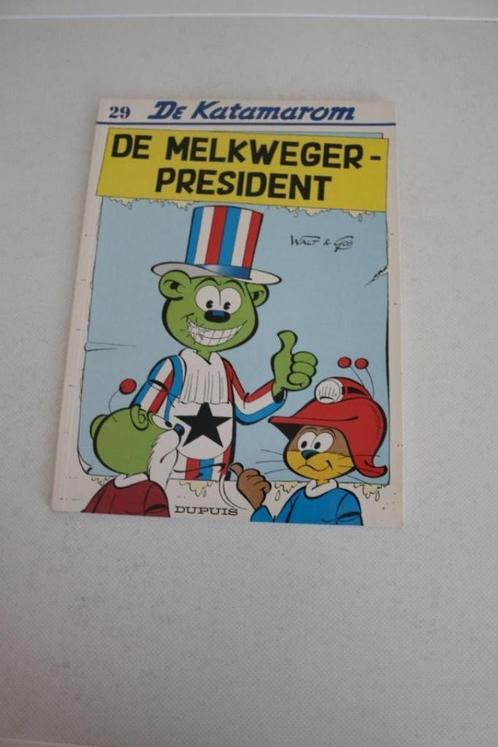 29 De Katamarom
DE MELKWEGER-
PRESIDENT
WALT & GOS
DUPUIS